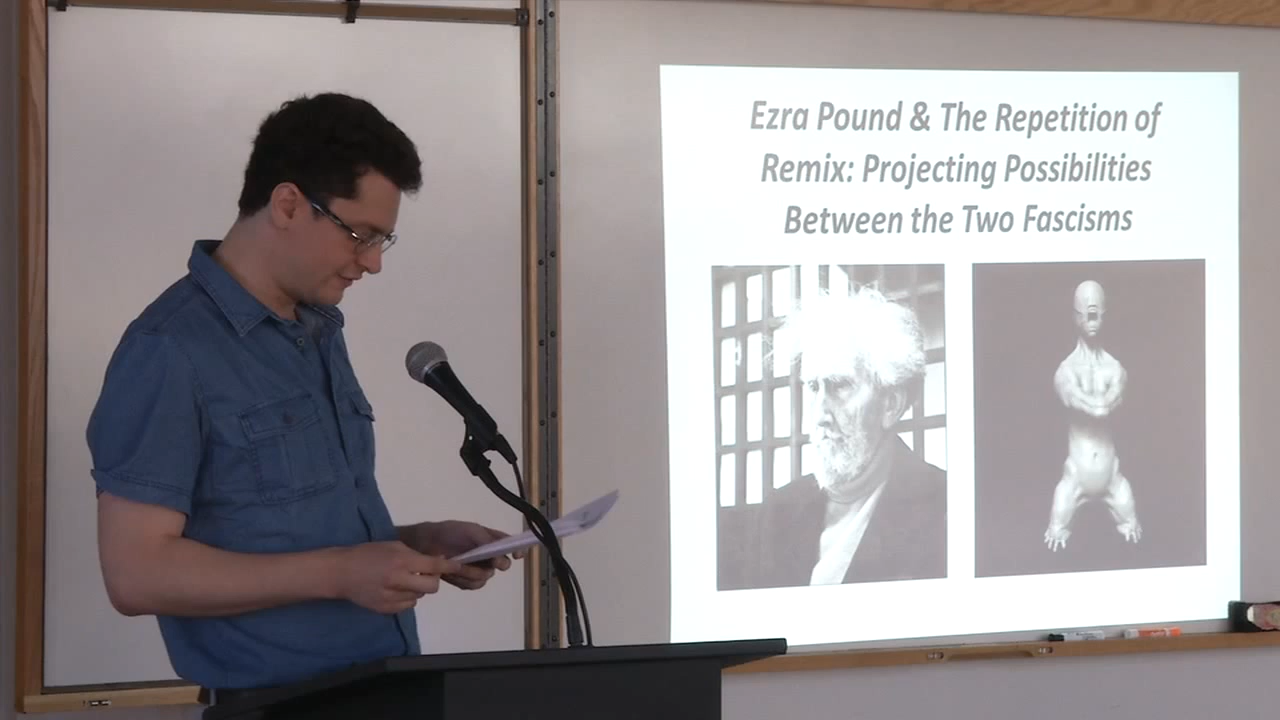 Ezra Pound & The Repetition of
Remix: Projecting Possibilities
Between the Two Fascisms